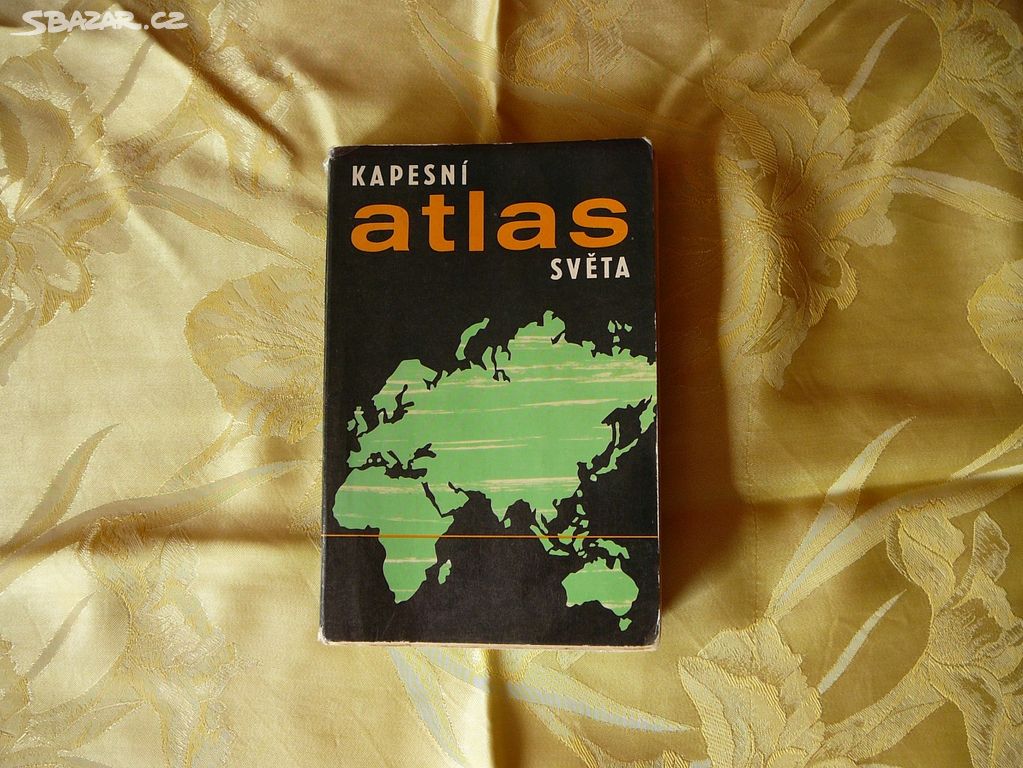 SBAZAR.CZ
KAPESNÍ
atlas
SVĚTA